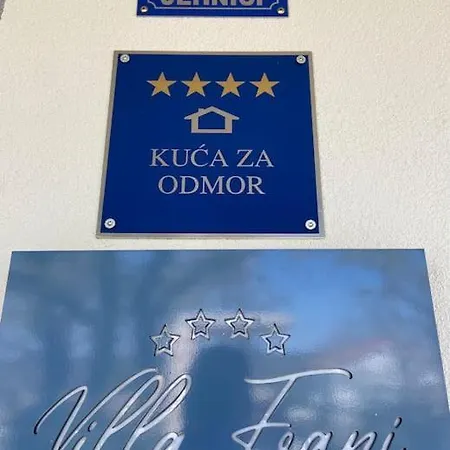 KUĆA ZA
ODMOR
Villa Frani